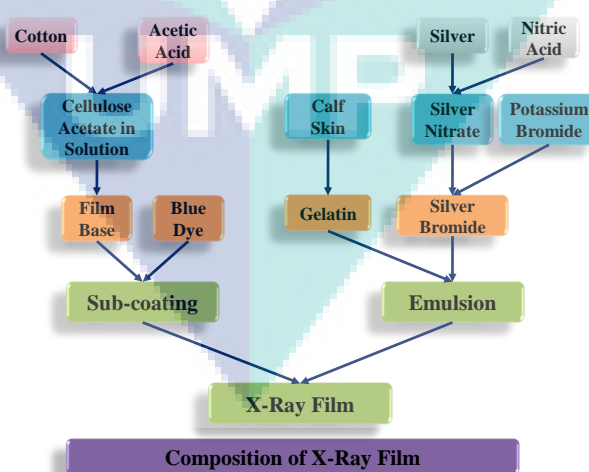 Cotton
Acetic
Acid
Silver
Nitric
Acid
Cellulose
Acetate in
Solution
Calf
Skin
Silver
Nitrate
Potassium
Bromide
Film
Base
Blue
Dye
Gelatin
Silver
Bromide
Sub-coating
Emulsion
X-Ray Film
Composition of X-Ray Film
UMP